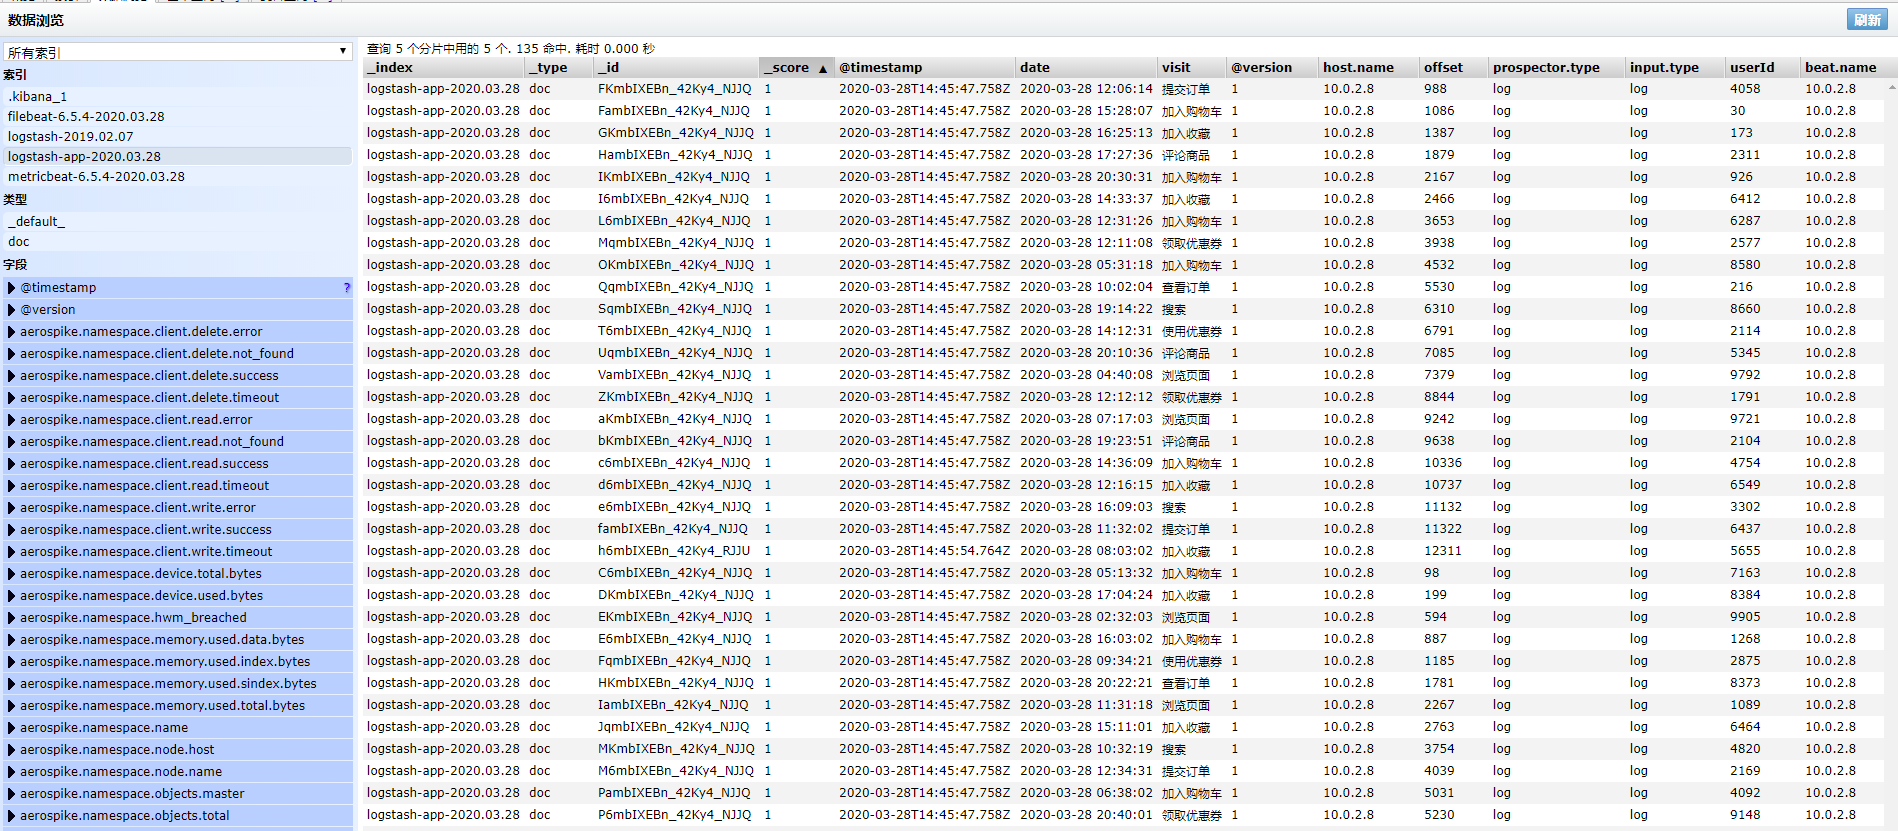 数据浏览
刷新
所有索引
索引
.kibana_1
filebeat-6.5.4-2020.03.28
logstash-2019.02.07
logstash-app-2020.03.28
metricbeat-6.5.4-2020.03.28
类型
_default_
doc
字段
@timestamp ?
@version
aerospike.namespace.client.delete.error
aerospike.namespace.client.delete.not_found
aerospike.namespace.client.delete.success
aerospike.namespace.client.delete.timeout
aerospike.namespace.client.read.error
aerospike.namespace.client.read.not_found
aerospike.namespace.client.read.success
aerospike.namespace.client.read.timeout
aerospike.namespace.client.write.error
aerospike.namespace.client.write.success
aerospike.namespace.client.write.timeout
aerospike.namespace.device.total.bytes
aerospike.namespace.device.used.bytes
aerospike.namespace.hwm_breached
aerospike.namespace.memory.used.data.bytes
aerospike.namespace.memory.used.index.bytes
aerospike.namespace.memory.used.sindex.bytes
aerospike.namespace.memory.used.total.bytes
aerospike.namespace.name
aerospike.namespace.node.host
aerospike.namespace.node.name
aerospike.namespace.objects.master
aerospike.namespace.objects.total
查询 5 个分片中用的 5 个. 135 命中. 耗时 0.000 秒
_index _type _id _score ▲ @timestamp date visit @version host.name offset prospector.type input.type userId beat.name
logstash-app-2020.03.28 doc FKmbIXEBn_42Ky4_NJJQ 1 2020-03-28T14:45:47.758Z 2020-03-28 12:06:14 提交订单 1 10.0.2.8 988 log log 4058 10.0.2.8
logstash-app-2020.03.28 doc FambIXEBn_42Ky4_NJJQ 1 2020-03-28T14:45:47.758Z 2020-03-28 15:28:07 加入购物车 1 10.0.2.8 1086 log log 30 10.0.2.8
logstash-app-2020.03.28 doc GKmbIXEBn_42Ky4_NJJQ 1 2020-03-28T14:45:47.758Z 2020-03-28 16:25:13 加入收藏 1 10.0.2.8 1387 log log 173 10.0.2.8
logstash-app-2020.03.28 doc HambIXEBn_42Ky4_NJJQ 1 2020-03-28T14:45:47.758Z 2020-03-28 17:27:36 评论商品 1 10.0.2.8 1879 log log 2311 10.0.2.8
logstash-app-2020.03.28 doc IKmbIXEBn_42Ky4_NJJQ 1 2020-03-28T14:45:47.758Z 2020-03-28 20:30:31 加入购物车 1 10.0.2.8 2167 log log 926 10.0.2.8
logstash-app-2020.03.28 doc I6mbIXEBn_42Ky4_NJJQ 1 2020-03-28T14:45:47.758Z 2020-03-28 14:33:37 加入收藏 1 10.0.2.8 2466 log log 6412 10.0.2.8
logstash-app-2020.03.28 doc L6mbIXEBn_42Ky4_NJJQ 1 2020-03-28T14:45:47.758Z 2020-03-28 12:31:26 加入购物车 1 10.0.2.8 3653 log log 6287 10.0.2.8
logstash-app-2020.03.28 doc MqmbIXEBn_42Ky4_NJJQ 1 2020-03-28T14:45:47.758Z 2020-03-28 12:11:08 领取优惠券 1 10.0.2.8 3938 log log 2577 10.0.2.8
logstash-app-2020.03.28 doc OKmbIXEBn_42Ky4_NJJQ 1 2020-03-28T14:45:47.758Z 2020-03-28 05:31:18 加入购物车 1 10.0.2.8 4532 log log 8580 10.0.2.8
logstash-app-2020.03.28 doc QqmbIXEBn_42Ky4_NJJQ 1 2020-03-28T14:45:47.758Z 2020-03-28 10:02:04 查看订单 1 10.0.2.8 5530 log log 216 10.0.2.8
logstash-app-2020.03.28 doc SqmbIXEBn_42Ky4_NJJQ 1 2020-03-28T14:45:47.758Z 2020-03-28 19:14:22 搜索 1 10.0.2.8 6310 log log 8660 10.0.2.8
logstash-app-2020.03.28 doc T6mbIXEBn_42Ky4_NJJQ 1 2020-03-28T14:45:47.758Z 2020-03-28 14:12:31 使用优惠券 1 10.0.2.8 6791 log log 2114 10.0.2.8
logstash-app-2020.03.28 doc UqmbIXEBn_42Ky4_NJJQ 1 2020-03-28T14:45:47.758Z 2020-03-28 20:10:36 评论商品 1 10.0.2.8 7085 log log 5345 10.0.2.8
logstash-app-2020.03.28 doc VambIXEBn_42Ky4_NJJQ 1 2020-03-28T14:45:47.758Z 2020-03-28 04:40:08 浏览页面 1 10.0.2.8 7379 log log 9792 10.0.2.8
logstash-app-2020.03.28 doc ZKmbIXEBn_42Ky4_NJJQ 1 2020-03-28T14:45:47.758Z 2020-03-28 12:12:12 领取优惠券 1 10.0.2.8 8844 log log 1791 10.0.2.8
logstash-app-2020.03.28 doc aKmbIXEBn_42Ky4_NJJQ 1 2020-03-28T14:45:47.758Z 2020-03-28 07:17:03 浏览页面 1 10.0.2.8 9242 log log 9721 10.0.2.8
logstash-app-2020.03.28 doc bKmbIXEBn_42Ky4_NJJQ 1 2020-03-28T14:45:47.758Z 2020-03-28 19:23:51 评论商品 1 10.0.2.8 9638 log log 2104 10.0.2.8
logstash-app-2020.03.28 doc c6mbIXEBn_42Ky4_NJJQ 1 2020-03-28T14:45:47.758Z 2020-03-28 14:36:09 加入购物车 1 10.0.2.8 10336 log log 4754 10.0.2.8
logstash-app-2020.03.28 doc d6mbIXEBn_42Ky4_NJJQ 1 2020-03-28T14:45:47.758Z 2020-03-28 12:16:15 加入收藏 1 10.0.2.8 10737 log log 6549 10.0.2.8
logstash-app-2020.03.28 doc e6mbIXEBn_42Ky4_NJJQ 1 2020-03-28T14:45:47.758Z 2020-03-28 16:09:03 搜索 1 10.0.2.8 11132 log log 3302 10.0.2.8
logstash-app-2020.03.28 doc fambIXEBn_42Ky4_NJJQ 1 2020-03-28T14:45:47.758Z 2020-03-28 11:32:02 提交订单 1 10.0.2.8 11322 log log 6437 10.0.2.8
logstash-app-2020.03.28 doc h6mbIXEBn_42Ky4_RJJU 1 2020-03-28T14:45:54.764Z 2020-03-28 08:03:02 加入收藏 1 10.0.2.8 12311 log log 5655 10.0.2.8
logstash-app-2020.03.28 doc C6mbIXEBn_42Ky4_NJJQ 1 2020-03-28T14:45:47.758Z 2020-03-28 05:13:32 加入购物车 1 10.0.2.8 98 log log 7163 10.0.2.8
logstash-app-2020.03.28 doc DKmbIXEBn_42Ky4_NJJQ 1 2020-03-28T14:45:47.758Z 2020-03-28 17:04:24 加入收藏 1 10.0.2.8 199 log log 8384 10.0.2.8
logstash-app-2020.03.28 doc EKmbIXEBn_42Ky4_NJJQ 1 2020-03-28T14:45:47.758Z 2020-03-28 02:32:03 浏览页面 1 10.0.2.8 594 log log 9905 10.0.2.8
logstash-app-2020.03.28 doc E6mbIXEBn_42Ky4_NJJQ 1 2020-03-28T14:45:47.758Z 2020-03-28 16:03:02 加入购物车 1 10.0.2.8 887 log log 1268 10.0.2.8
logstash-app-2020.03.28 doc FqmbIXEBn_42Ky4_NJJQ 1 2020-03-28T14:45:47.758Z 2020-03-28 09:34:21 使用优惠券 1 10.0.2.8 1185 log log 2875 10.0.2.8
logstash-app-2020.03.28 doc HKmbIXEBn_42Ky4_NJJQ 1 2020-03-28T14:45:47.758Z 2020-03-28 20:22:21 查看订单 1 10.0.2.8 1781 log log 8373 10.0.2.8
logstash-app-2020.03.28 doc IambIXEBn_42Ky4_NJJQ 1 2020-03-28T14:45:47.758Z 2020-03-28 11:31:18 浏览页面 1 10.0.2.8 2267 log log 1089 10.0.2.8
logstash-app-2020.03.28 doc JqmbIXEBn_42Ky4_NJJQ 1 2020-03-28T14:45:47.758Z 2020-03-28 15:11:01 加入收藏 1 10.0.2.8 2763 log log 6464 10.0.2.8
logstash-app-2020.03.28 doc MKmbIXEBn_42Ky4_NJJQ 1 2020-03-28T14:45:47.758Z 2020-03-28 10:32:19 搜索 1 10.0.2.8 3754 log log 4820 10.0.2.8
logstash-app-2020.03.28 doc M6mbIXEBn_42Ky4_NJJQ 1 2020-03-28T14:45:47.758Z 2020-03-28 12:34:31 提交订单 1 10.0.2.8 4039 log log 2169 10.0.2.8
logstash-app-2020.03.28 doc PambIXEBn_42Ky4_NJJQ 1 2020-03-28T14:45:47.758Z 2020-03-28 06:38:02 加入购物车 1 10.0.2.8 5031 log log 4092 10.0.2.8
logstash-app-2020.03.28 doc P6mbIXEBn_42Ky4_NJJQ 1 2020-03-28T14:45:47.758Z 2020-03-28 20:40:01 领取优惠券 1 10.0.2.8 5230 log log 9148 10.0.2.8